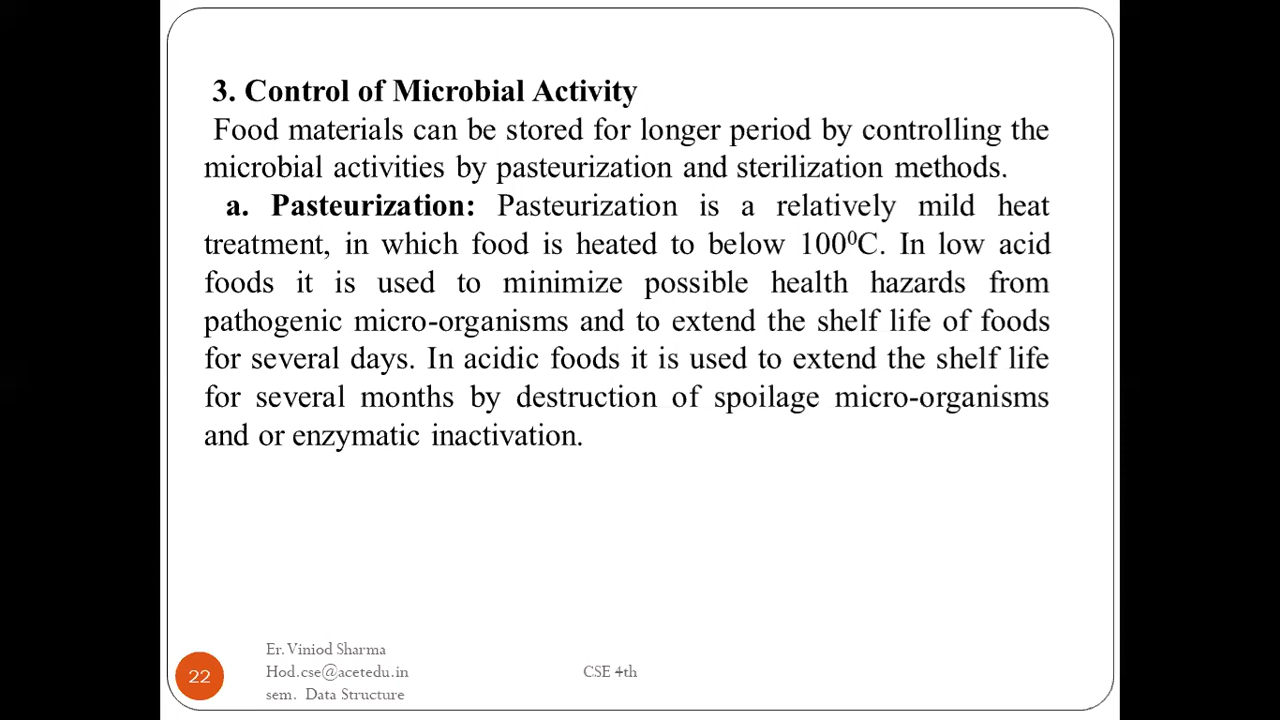 3. Control of Microbial Activity
Food materials can be stored for longer period by controlling the
microbial activities by pasteurization and sterilization methods.
a. Pasteurization: Pasteurization is a relatively mild heat
treatment, in which food is heated to below 100⁰C. In low acid
foods it is used to minimize possible health hazards from
pathogenic micro-organisms and to extend the shelf life of foods
for several days. In acidic foods it is used to extend the shelf life
for several months by destruction of spoilage micro-organisms
and or enzymatic inactivation.
22
Er. Viniod Sharma
Hod.cse@acetedu.in
sem. Data Structure
CSE 4th